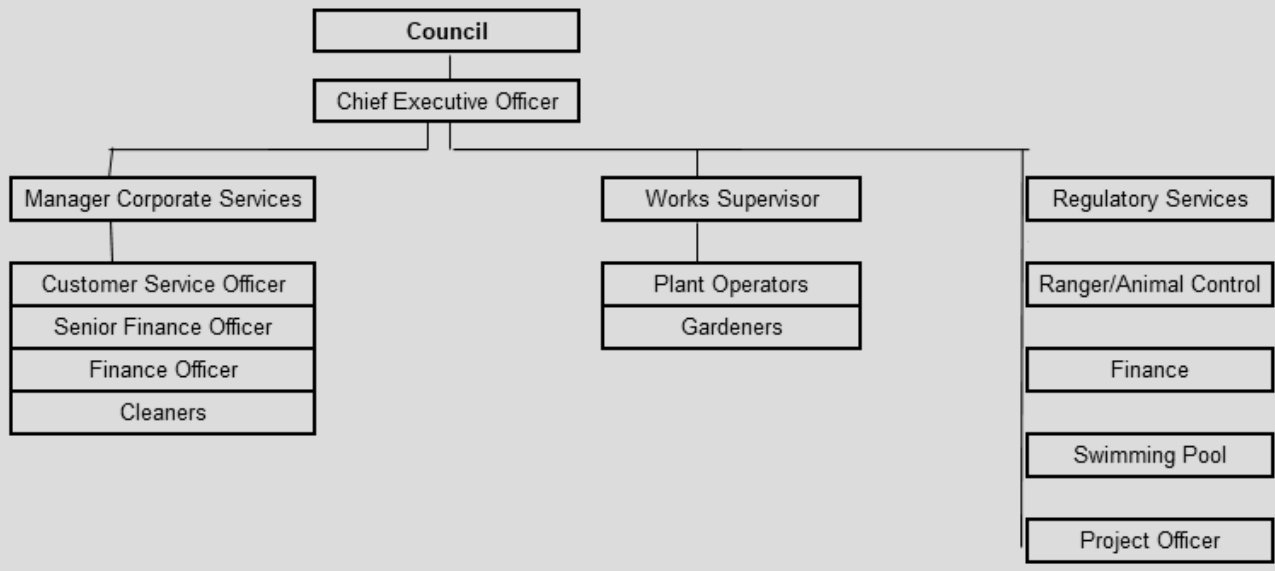 Council
Chief Executive Officer
Manager Corporate Services
Works Supervisor
Regulatory Services
Customer Service Officer
Plant Operators
Ranger/Animal Control
Senior Finance Officer
Gardeners
Finance Officer
Finance
Cleaners
Swimming Pool
Project Officer